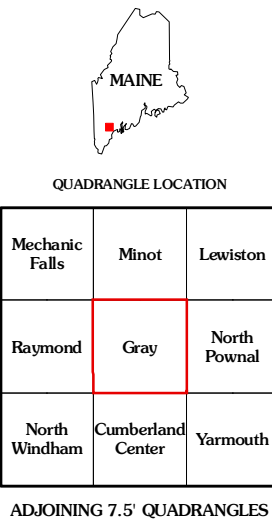 MAINE
QUADRANGLE LOCATION
Mechanic
Falls
Minot
Lewiston
Raymond
Gray
North
Pownal
North
Windham
Cumberland
Center
Yarmouth
ADJOINING 7.5' QUADRANGLES